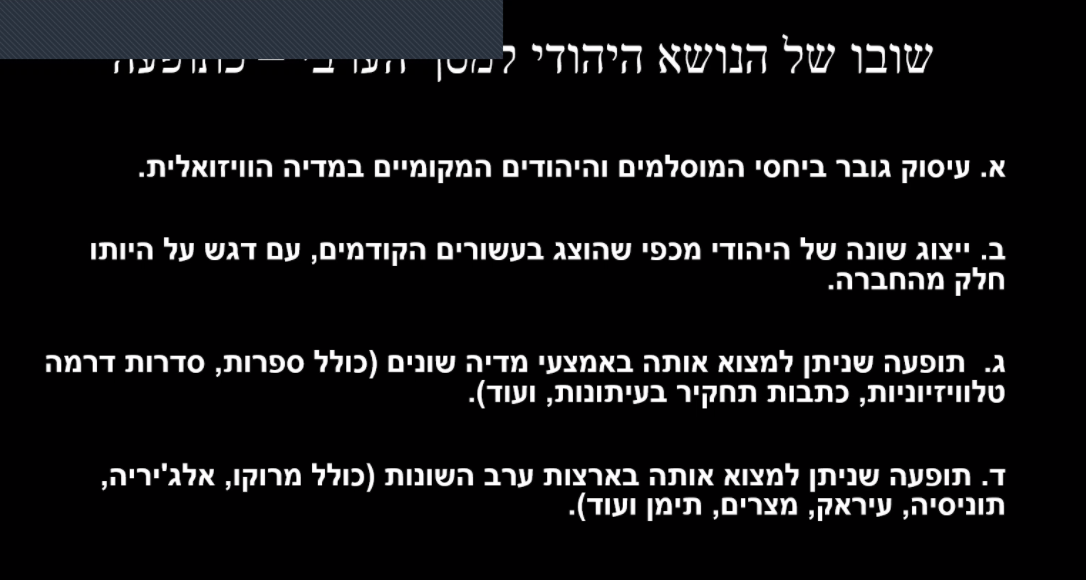 שובו של הנושא היהודי למסך הערבי – כתופעה
א. עיסוק גובר ביחסי המוסלמים והיהודים המקומיים במדיה הוויזואלית.
ב. ייצוג שונה של היהודי מכפי שהוצג בעשורים הקודמים, עם דגש על היותו
חלק מהחברה.
ג. תופעה שניתן למצוא אותה באמצעי מדיה שונים (כולל ספרות, סדרות דרמה
טלוויזיוניות, כתבות תחקיר בעיתונות, ועוד).
ד. תופעה שניתן למצוא אותה בארצות ערב השונות (כולל מרוקו, אלג'יריה,
תוניסיה, עיראק, מצרים, תימן ועוד).